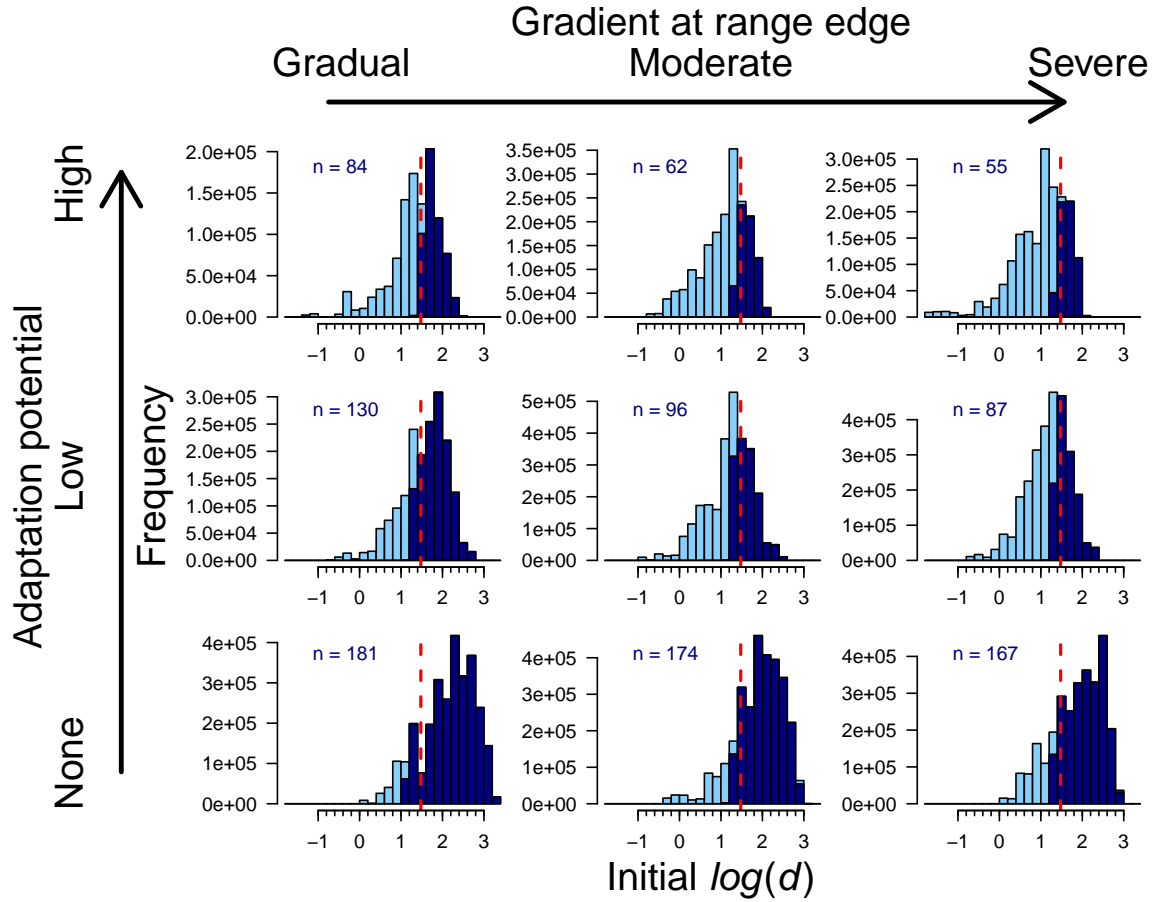 Gradient at range edge
Gradual Moderate Severe
Adaptation potential
High
Low
None
Frequency
n = 84
2.0e+05
1.5e+05
1.0e+05
5.0e+04
0.0e+00
−1 0 1 2 3
n = 62
3.5e+05
3.0e+05
2.5e+05
2.0e+05
1.5e+05
1.0e+05
5.0e+04
0.0e+00
−1 0 1 2 3
n = 55
3.0e+05
2.5e+05
2.0e+05
1.5e+05
1.0e+05
5.0e+04
0.0e+00
−1 0 1 2 3
n = 130
3.0e+05
2.5e+05
2.0e+05
1.5e+05
1.0e+05
5.0e+04
0.0e+00
−1 0 1 2 3
n = 96
5e+05
4e+05
3e+05
2e+05
1e+05
0e+00
−1 0 1 2 3
n = 87
4e+05
3e+05
2e+05
1e+05
0e+00
−1 0 1 2 3
n = 181
4e+05
3e+05
2e+05
1e+05
0e+00
−1 0 1 2 3
n = 174
4e+05
3e+05
2e+05
1e+05
0e+00
−1 0 1 2 3
n = 167
4e+05
3e+05
2e+05
1e+05
0e+00
−1 0 1 2 3
Initial log(d)